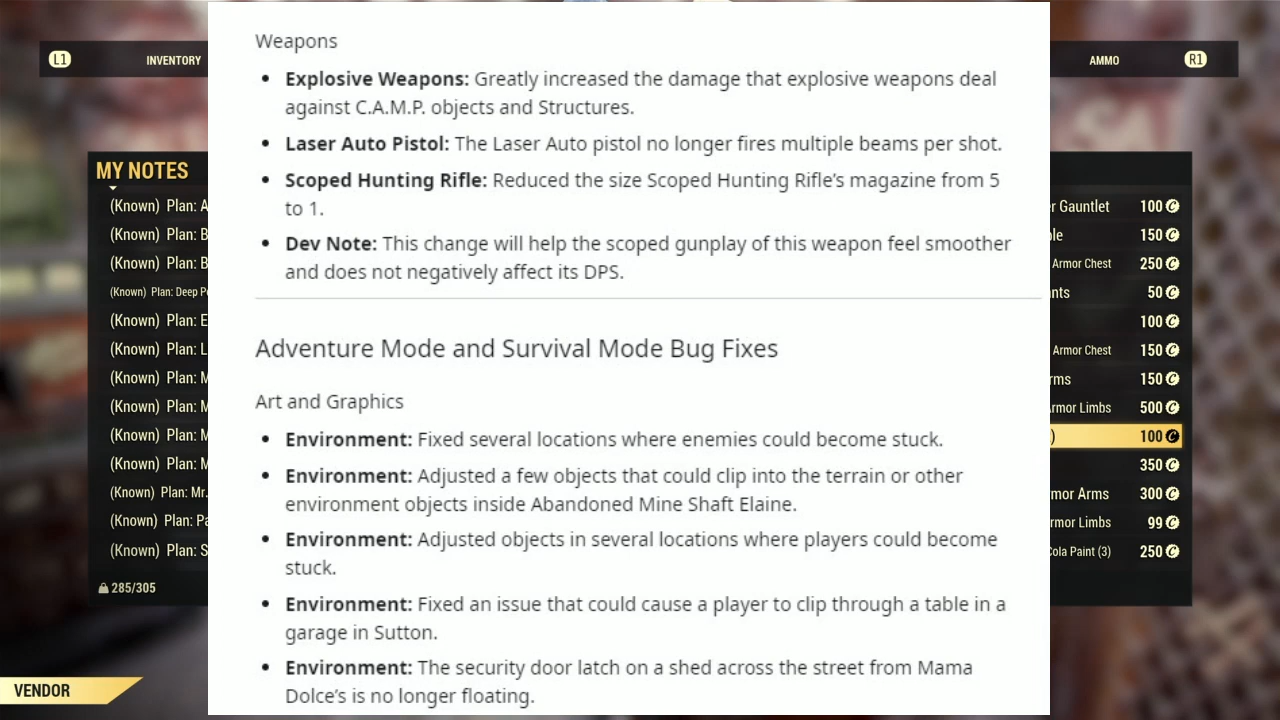 L1
INVENTORY
AMMO
R1
MY NOTES
(Known) Plan: A
(Known) Plan: B
(Known) Plan: B
(Known) Plan: Deep P
(Known) Plan: E
(Known) Plan: L
(Known) Plan: M
(Known) Plan: M
(Known) Plan: M
(Known) Plan: M
(Known) Plan: Mr.
(Known) Plan: Pa
(Known) Plan: S
285/305
VENDOR
Weapons
• Explosive Weapons: Greatly increased the damage that explosive weapons deal
against C.A.M.P. objects and Structures.
• Laser Auto Pistol: The Laser Auto pistol no longer fires multiple beams per shot.
• Scoped Hunting Rifle: Reduced the size Scoped Hunting Rifle's magazine from 5
to 1.
• Dev Note: This change will help the scoped gunplay of this weapon feel smoother
and does not negatively affect its DPS.
Adventure Mode and Survival Mode Bug Fixes
Art and Graphics
• Environment: Fixed several locations where enemies could become stuck.
• Environment: Adjusted a few objects that could clip into the terrain or other
environment objects inside Abandoned Mine Shaft Elaine.
• Environment: Adjusted objects in several locations where players could become
stuck.
• Environment: Fixed an issue that could cause a player to clip through a table in a
garage in Sutton.
• Environment: The security door latch on a shed across the street from Mama
Dolce's is no longer floating.
r Gauntlet 100
ble 150
Armor Chest 250
ants 50
100
Armor Chest 150
rms 150
Armor Limbs 500
) 100
350
rmor Arms 300
rmor Limbs 99
Cola Paint (3) 250